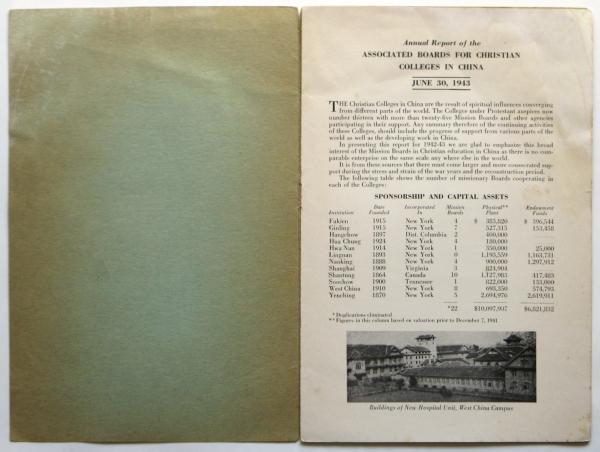 Annual Report of the
ASSOCIATED BOARDS FOR CHRISTIAN
COLLEGES IN CHINA
JUNE 30, 1943
THE Christian Colleges in China are the result of spiritual influences converging
from different parts of the world. The Colleges under Protestant auspices now
number thirteen with more than twenty-five Mission Boards and other agencies
participating in their support. Any summary therefore of the continuing activities
of these Colleges, should include the progress of support from various parts of the
world as well as the developing work in China.
In presenting this report for 1942-43 we are glad to emphasize this broad
interest of the Mission Boards in Christian education in China as there is no com-
parable enterprise on the same scale any where else in the world.
It is from these sources that there must come larger and more consecrated sup-
port during the stress and strain of the war years and the reconstruction period.
The following table shows the number of missionary Boards cooperating in
each of the Colleges:
SPONSORSHIP AND CAPITAL ASSETS
Date Incorporated Mission Physical** Endowment
Institution Founded In Boards Plant Funds
Fukien 1915 New York 4 $ 383,820 $ 396,544
Ginling 1915 New York 7 527,315 153,458
Hangchow 1897 Dist. Columbia 2 400,000
Hua Chung 1924 New York 4 180,000
Hwa Nan 1914 New York 1 350,000 25,000
Lingnan 1893 New York 0 1,193,559 1,163,731
Nanking 1888 New York 4 900,000 1,297,912
Shanghai 1909 Virginia 3 824,904
Shantung 1864 Canada 10 1,127,983 417,483
Soochow 1900 Tennessee 1 822,000 133,000
West China 1910 New York 8 693,350 574,793
Yenching 1870 New York 5 2,694,976 2,619,911
*22 $10,097,937 $6,821,832
* Duplications eliminated
** Figures in this column based on valuation prior to December 7, 1941
Buildings of New Hospital Unit, West China Campus